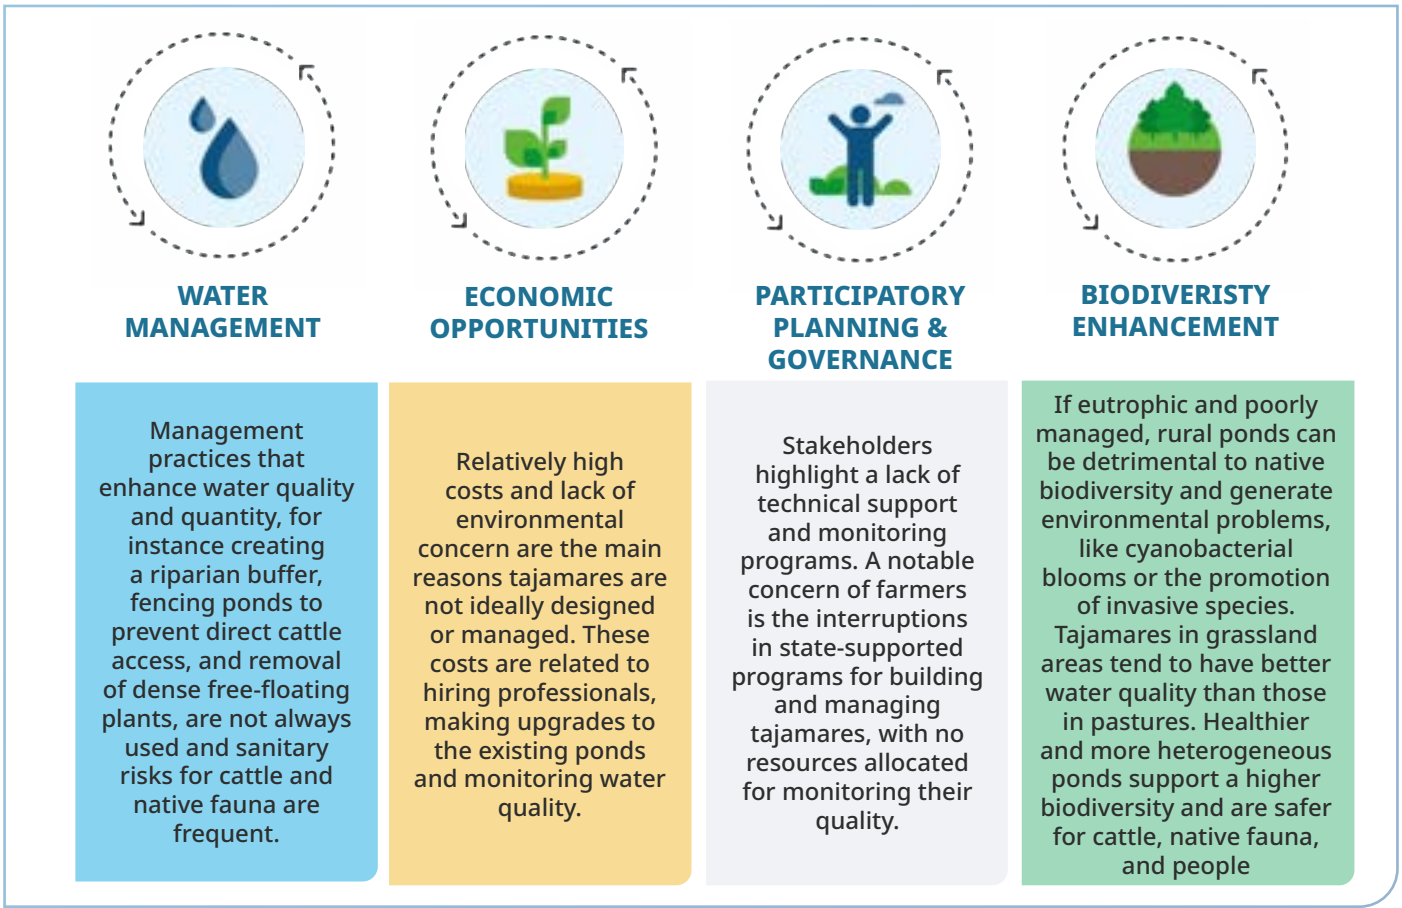 WATER
MANAGEMENT
Management
practices that
enhance water quality
and quantity, for
instance creating
a riparian buffer,
fencing ponds to
prevent direct cattle
access, and removal
of dense free-floating
plants, are not always
used and sanitary
risks for cattle and
native fauna are
frequent.
ECONOMIC
OPPORTUNITIES
Relatively high
costs and lack of
environmental
concern are the main
reasons tajamares are
not ideally designed
or managed. These
costs are related to
hiring professionals,
making upgrades to
the existing ponds
and monitoring water
quality.
PARTICIPATORY
PLANNING &
GOVERNANCE
Stakeholders
highlight a lack of
technical support
and monitoring
programs. A notable
concern of farmers
is the interruptions
in state-supported
programs for building
and managing
tajamares, with no
resources allocated
for monitoring their
quality.
BIODIVERISTY
ENHANCEMENT
If eutrophic and poorly
managed, rural ponds can
be detrimental to native
biodiversity and generate
environmental problems,
like cyanobacterial
blooms or the promotion
of invasive species.
Tajamares in grassland
areas tend to have better
water quality than those
in pastures. Healthier
and more heterogeneous
ponds support a higher
biodiversity and are safer
for cattle, native fauna,
and people